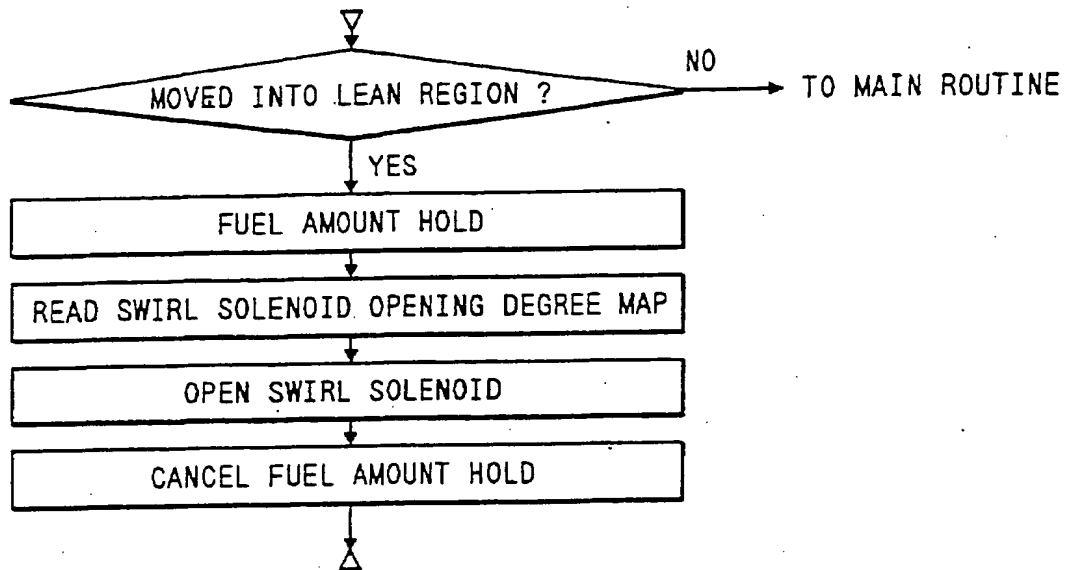 MOVED INTO LEAN REGION ?
NO
TO MAIN ROUTINE
YES
FUEL AMOUNT HOLD
READ SWIRL SOLENOID OPENING DEGREE MAP
OPEN SWIRL SOLENOID
CANCEL FUEL AMOUNT HOLD